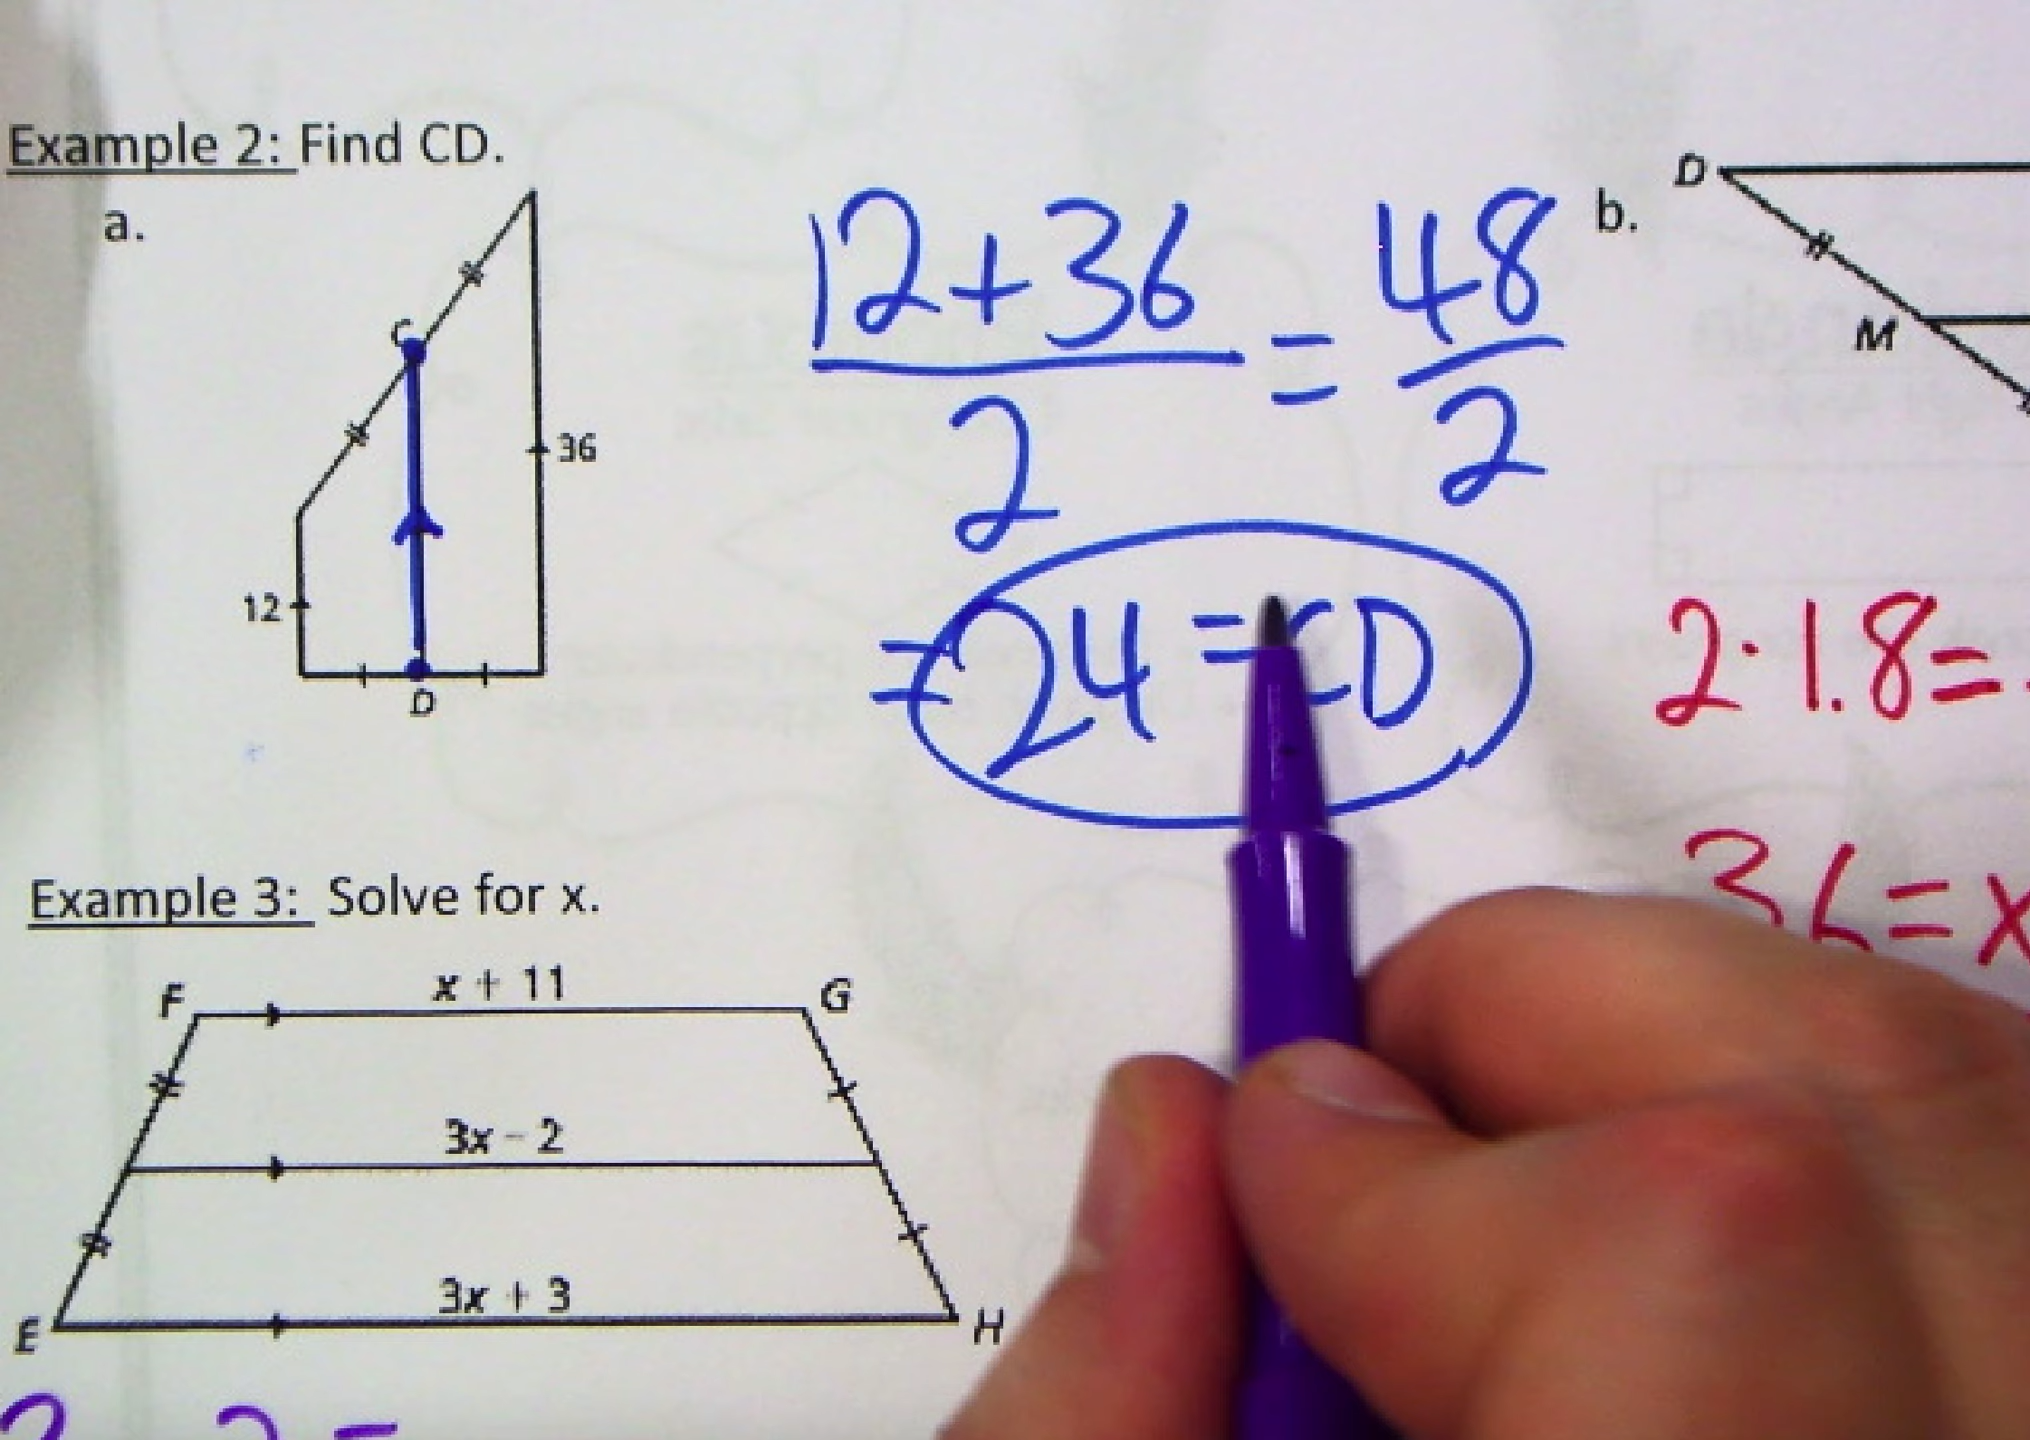 Example 2: Find CD.
a.
C
36
12
D
12+36/2 = 48/2
= 24 = CD
b.
D
M
2·1.8=
36=x
Example 3: Solve for x.
F x + 11 G
3x - 2
3x + 3
E H